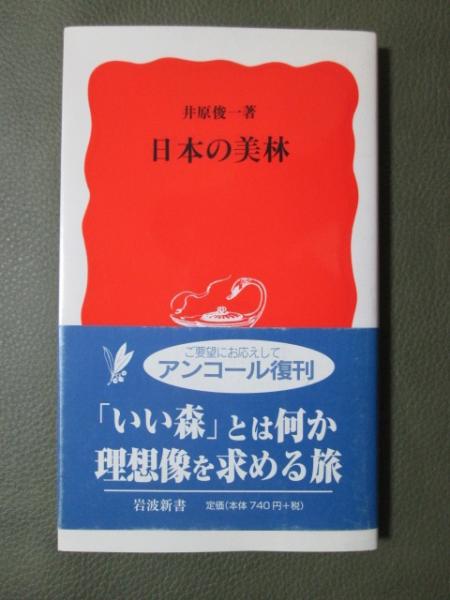 井原俊一著
日本の美林
ご要望にお応えして
アンコール復刊
「いい森」とは何か
理想像を求める旅
岩波新書 定価(本体 740円+税)